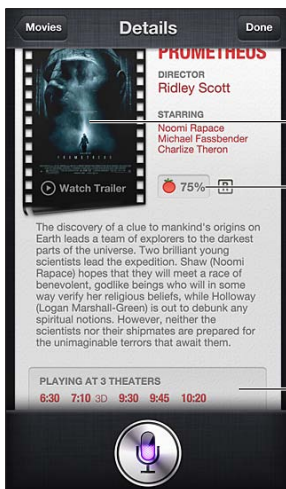 Movies Details Done
PROMETHEUS
DIRECTOR
Ridley Scott
STARRING
Noomi Rapace
Michael Fassbender
Charlize Theron
PROMETHEUS
Watch Trailer
75% R
The discovery of a clue to mankind's origins on
Earth leads a team of explorers to the darkest
parts of the universe. Two brilliant young
scientists lead the expedition. Shaw (Noomi
Rapace) hopes that they will meet a race of
benevolent, godlike beings who will in some
way verify her religious beliefs, while Holloway
(Logan Marshall-Green) is out to debunk any
spiritual notions. However, neither the
scientists nor their shipmates are prepared for
the unimaginable terrors that await them.
PLAYING AT 3 THEATERS
6:30 7:10 3D 9:30 9:45 10:20